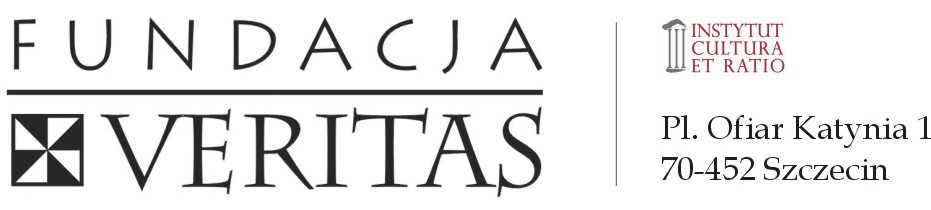 FUNDACJA
VERITAS
INSTYTUT
CULTURA
ET RATIO
Pl. Ofiar Katynia 1
70-452 Szczecin